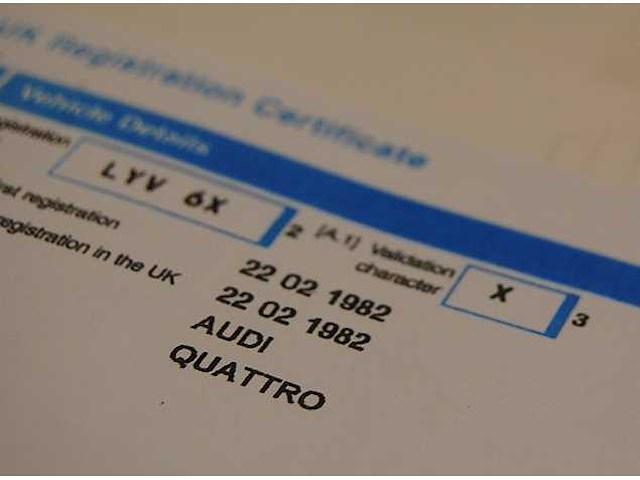 UK Registration Certificate
Vehicle Details
LYV 6X
2
[A.1] Validation
character
X
3
registration
22 02 1982
registration in the UK
22 02 1982
AUDI
QUATTRO